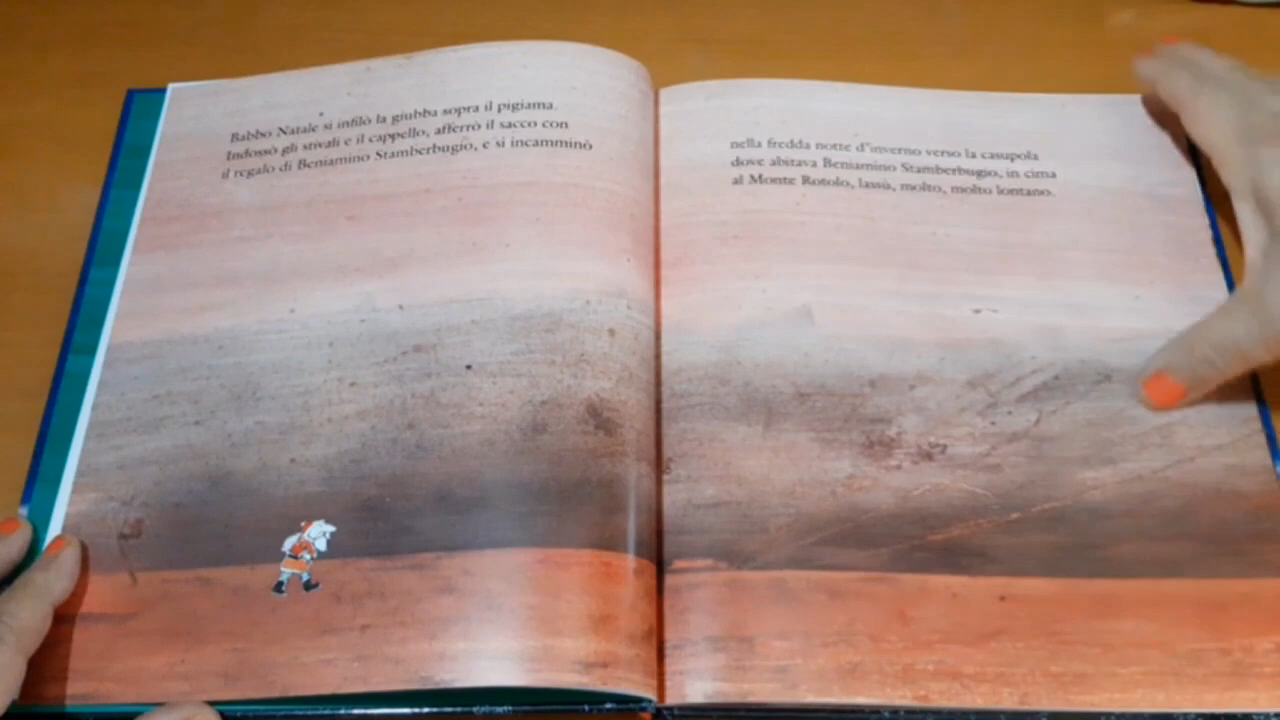 Babbo Natale si infilò la giubba sopra il pigiama.
Indossò gli stivali e il cappello, afferrò il sacco con
il regalo di Beniamino Stamberbugio, e si incamminò
nella fredda notte d'inverno verso la casupola
dove abitava Beniamino Stamberbugio, in cima
al Monte Rotolo, lassù, molto, molto lontano.